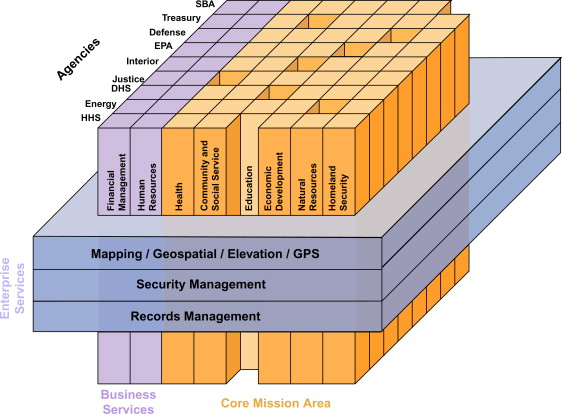 SBA
Treasury
Defense
EPA
Interior
Justice
DHS
Energy
HHS
Agencies
Financial
Management
Human
Resources
Health
Community and
Social Service
Education
Economic
Development
Natural
Resources
Homeland
Security
Mapping / Geospatial / Elevation / GPS
Security Management
Records Management
Enterprise
Services
Business
Services
Core Mission Area